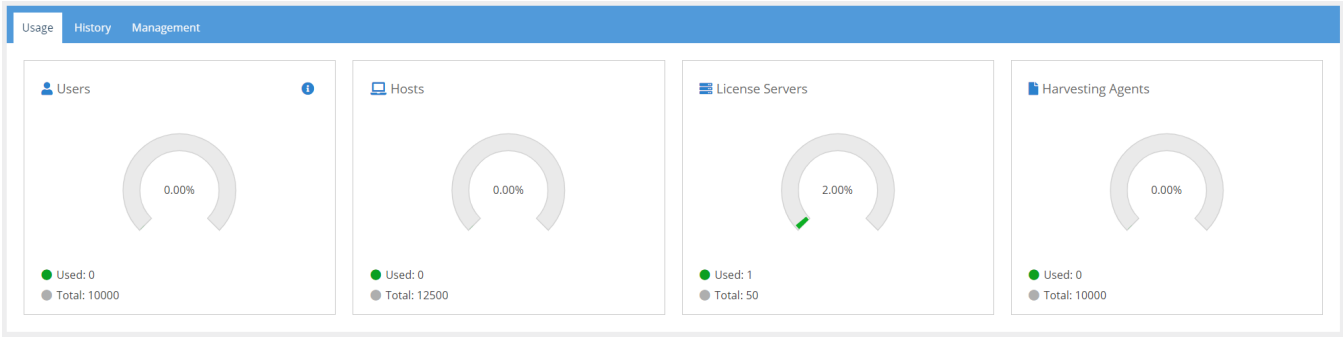 Usage History Management
Users
0.00%
Used: 0
Total: 10000
Hosts
0.00%
Used: 0
Total: 12500
License Servers
2.00%
Used: 1
Total: 50
Harvesting Agents
0.00%
Used: 0
Total: 10000